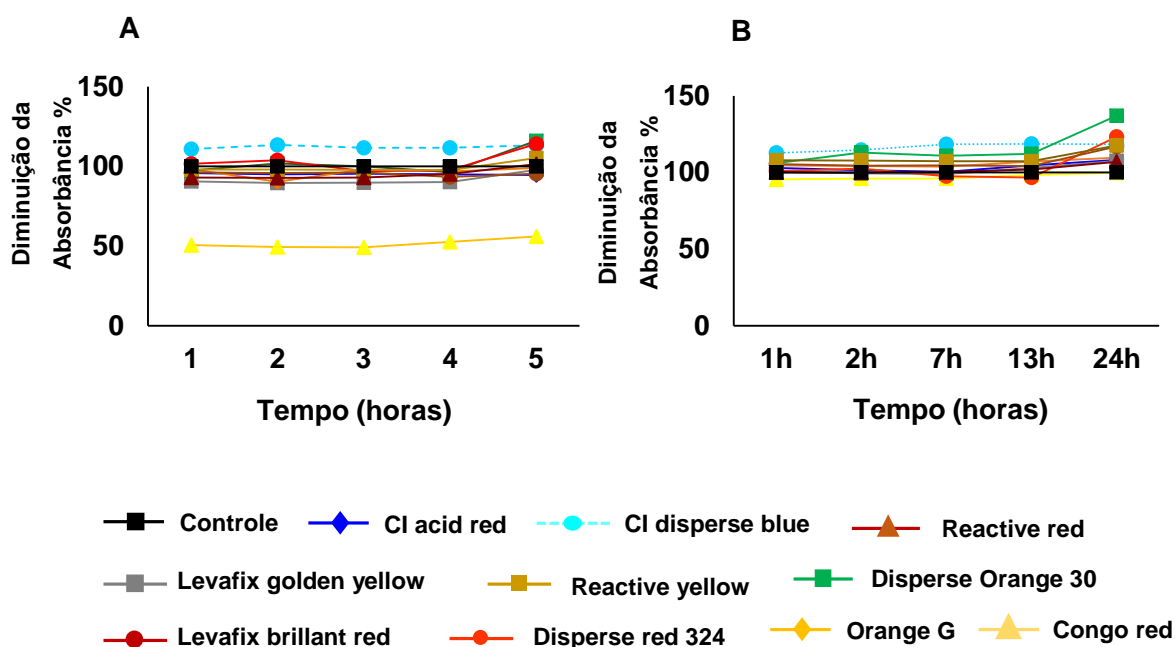 A
Diminuição da
Absorbância %
150
100
50
0
1 2 3 4 5
Tempo (horas)
B
Diminuição da
Absorbância %
150
100
50
0
1h 2h 7h 13h 24h
Tempo (horas)
Controle CI acid red CI disperse blue Reactive red
Levafix golden yellow Reactive yellow Disperse Orange 30
Levafix brillant red Disperse red 324 Orange G Congo red